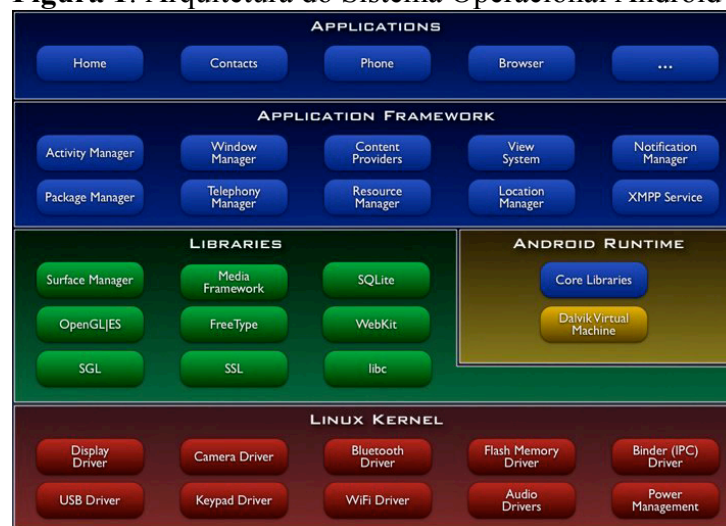 Figura 1: Arquitetura do Sistema Operacional Android
APPLICATIONS
Home
Contacts
Phone
Browser
...
APPLICATION FRAMEWORK
Activity Manager
Window
Manager
Content
Providers
View
System
Notification
Manager
Package Manager
Telephony
Manager
Resource
Manager
Location
Manager
XMPP Service
LIBRARIES
Surface Manager
Media
Framework
SQLite
OpenGL|ES
FreeType
WebKit
SGL
SSL
libc
ANDROID RUNTIME
Core Libraries
Dalvik Virtual
Machine
LINUX KERNEL
Display
Driver
Camera Driver
Bluetooth
Driver
Flash Memory
Driver
Binder (IPC)
Driver
USB Driver
Keypad Driver
WiFi Driver
Audio
Drivers
Power
Management